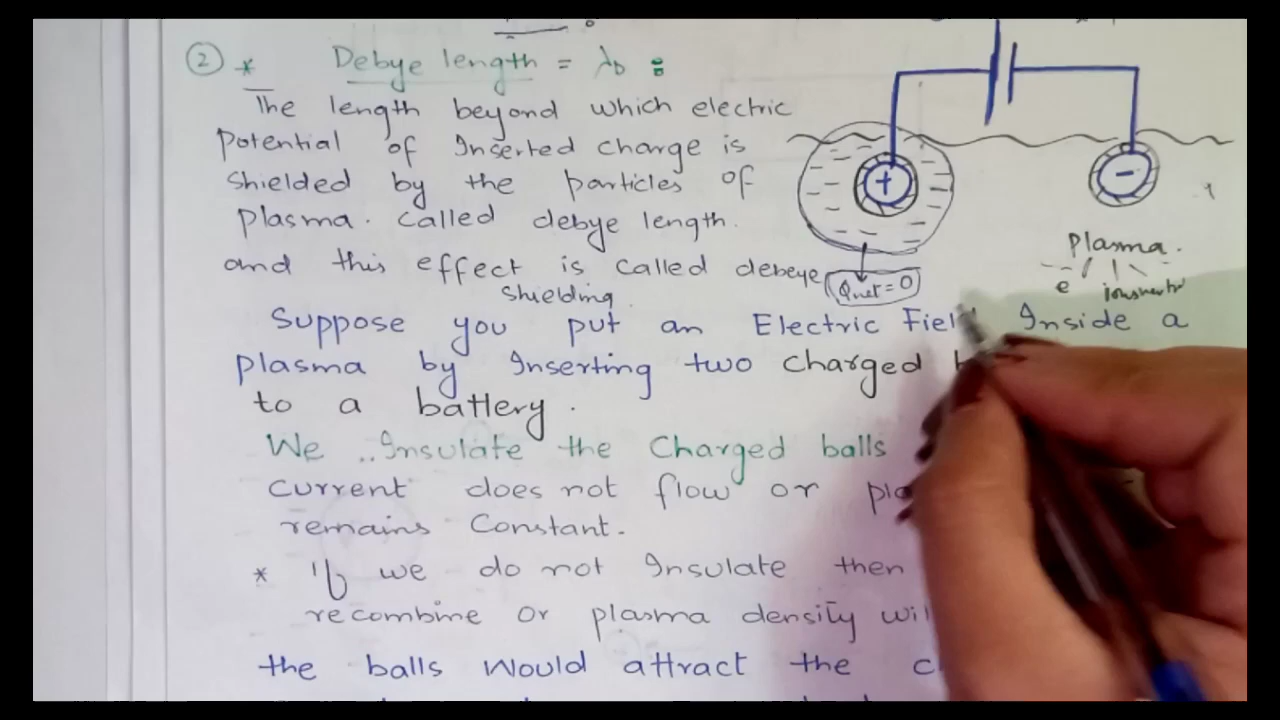 ② * Debye length = λD :
The length beyond which electric
Potential of Inserted charge is
Shielded by the particles of
plasma. Called debye length.
and this effect is called debeye
shielding.
+
-
Qnet = 0
Plasma.
e ions
Suppose you put an Electric Field Inside a
plasma by Inserting two Charged
to a battery.
We ..Insulate the Charged balls
Current does not flow or
remains Constant.
* If we do not Insulate then
recombine or plasma density
the balls Would attract the